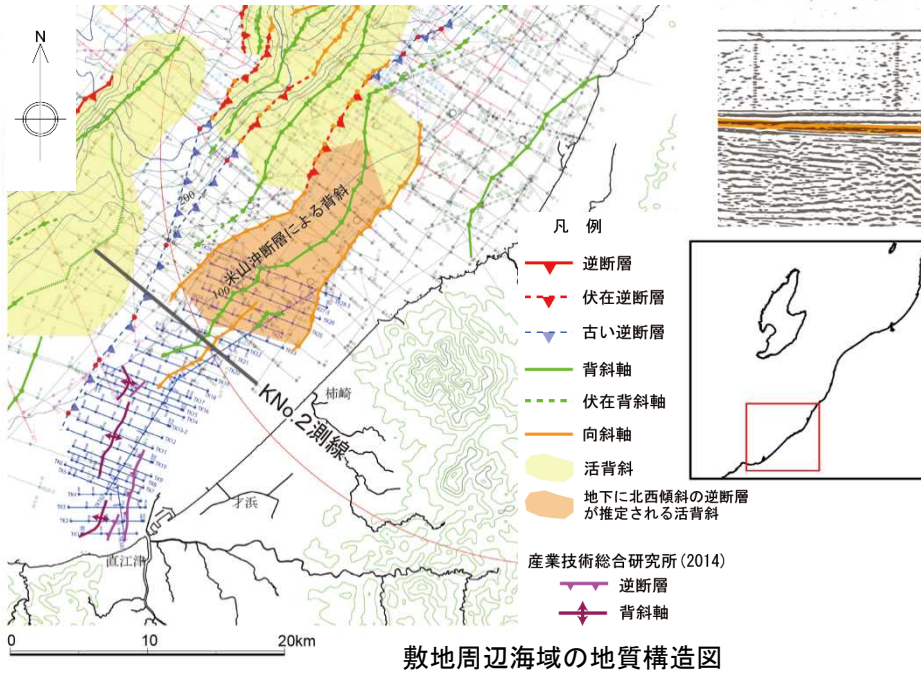 N
200
米山沖断層による背斜
100
KNo.2測線
柿崎
才浜
直江津
凡 例
逆断層
伏在逆断層
古い逆断層
背斜軸
伏在背斜軸
向斜軸
活背斜
地下に北西傾斜の逆断層
が推定される活背斜
産業技術総合研究所(2014)
逆断層
背斜軸
0 10 20km
敷地周辺海域の地質構造図